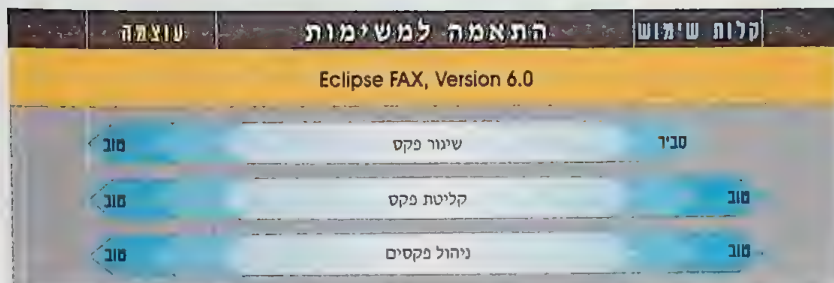 קלות שימוש התאמה למשימות עוצמה
Eclipse FAX, Version 6.0
סביר שיגור פקס טוב
טוב קליטת פקס טוב
טוב ניהול פקסים טוב